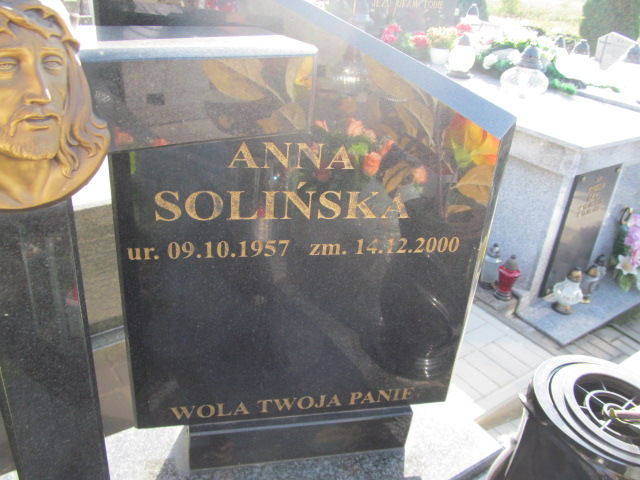 ANNA
SOLIŃSKA
ur. 09.10.1957 zm. 14.12.2000
WOLA TWOJA PANIE